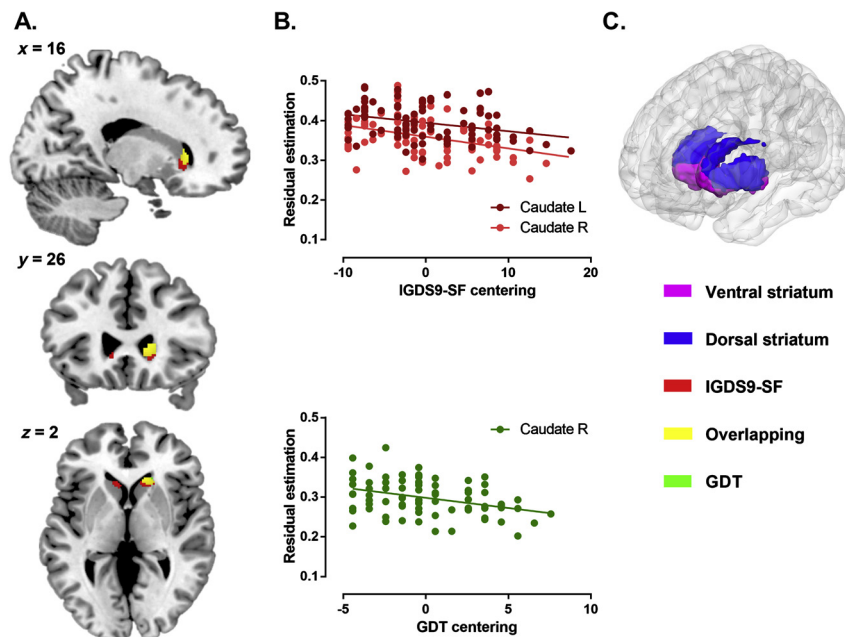 A.
x = 16
y = 26
z = 2
B.
Residual estimation
0.5
0.4
0.3
0.2
0.1
Caudate L
Caudate R
-10
0
10
20
IGDS9-SF centering
Residual estimation
0.5
0.4
0.3
0.2
0.1
Caudate R
-5
0
5
10
GDT centering
C.
Ventral striatum
Dorsal striatum
IGDS9-SF
Overlapping
GDT